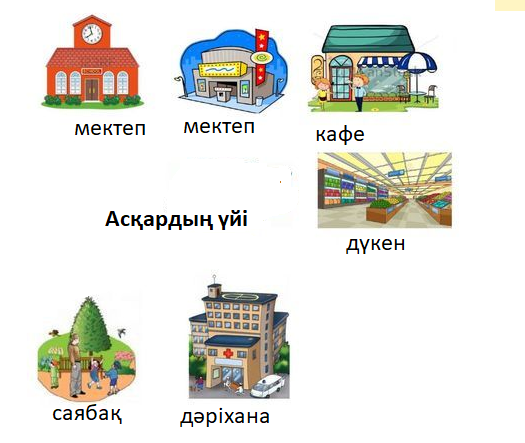 мектеп
мектеп
кафе
Асқардың үйі
дүкен
саябақ
дәріхана